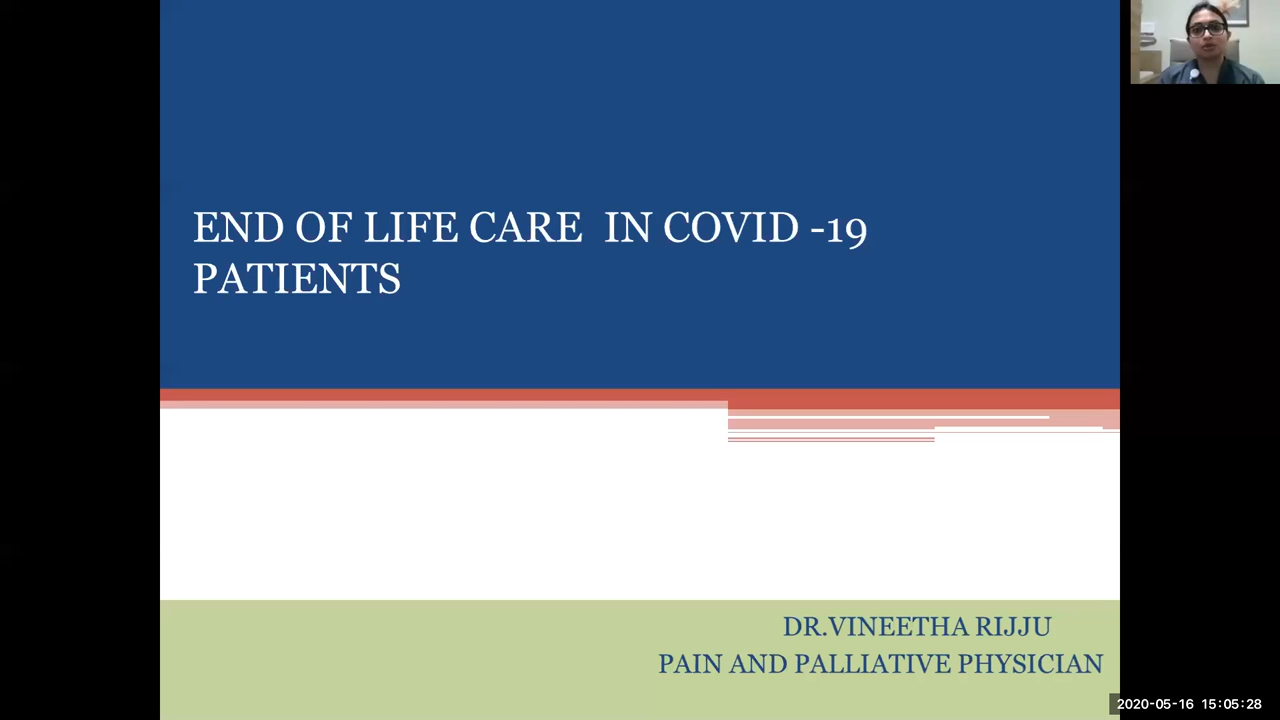 END OF LIFE CARE IN COVID -19
PATIENTS
DR.VINEETHA RIJJU
PAIN AND PALLIATIVE PHYSICIAN
2020-05-16 15:05:28